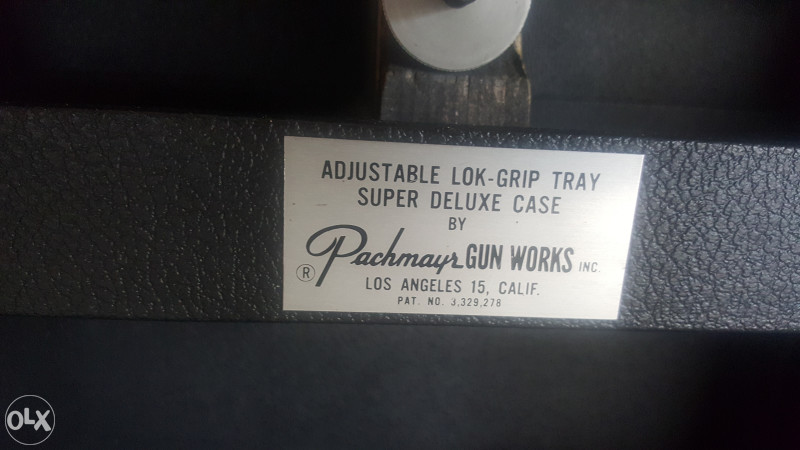 ADJUSTABLE LOK-GRIP TRAY
SUPER DELUXE CASE
BY
Pachmayr GUN WORKS INC.
®
LOS ANGELES 15, CALIF.
PAT. NO. 3,329,278
OLX